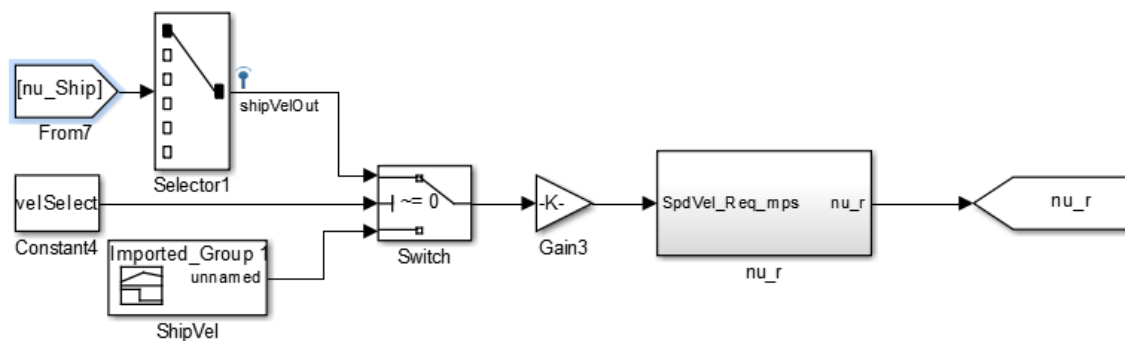 [nu_Ship]
From7
Selector1
shipVelOut
velSelect
Constant4
Imported_Group 1
unnamed
ShipVel
~= 0
Switch
-K-
Gain3
SpdVel_Req_mps nu_r
nu_r
nu_r